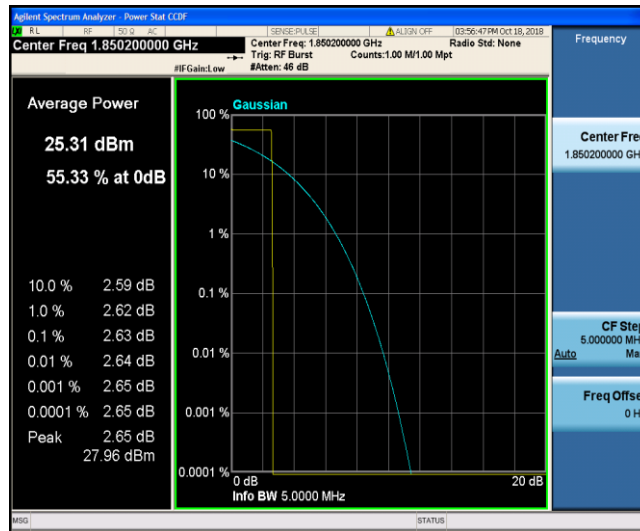 Agilent Spectrum Analyzer - Power Stat CCDF
RL RF 50 Ω AC SENSE:PULSE ALIGN OFF 03:56:47PM Oct 18, 2018
Center Freq 1.850200000 GHz
Center Freq: 1.850200000 GHz Radio Std: None
Trig: RF Burst Counts:1.00 M/1.00 Mpt
#IFGain:Low #Atten: 46 dB
Frequency
Average Power
25.31 dBm
55.33 % at 0dB
10.0 % 2.59 dB
1.0 % 2.62 dB
0.1 % 2.63 dB
0.01 % 2.64 dB
0.001 % 2.65 dB
0.0001 % 2.65 dB
Peak 2.65 dB
27.96 dBm
Gaussian
100 %
10 %
1 %
0.1 %
0.01 %
0.001 %
0.0001 %
0 dB 20 dB
Info BW 5.0000 MHz
Center Fre
1.850200000 GH
CF Step
5.000000 MH
Auto Ma
Freq Offse
0 H
MSG STATUS